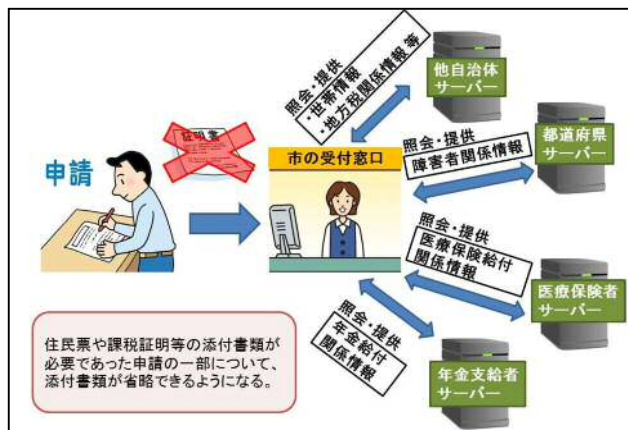 照会・提供
・世帯情報
・地方税関係情報等
他自治体
サーバー
証明書
申請
市の受付窓口
照会・提供
障害者関係情報
都道府県
サーバー
照会・提供
医療保険給付
関係情報
医療保険者
サーバー
照会・提供
年金給付
関係情報
年金支給者
サーバー
住民票や課税証明等の添付書類が
必要であった申請の一部について、
添付書類が省略できるようになる。